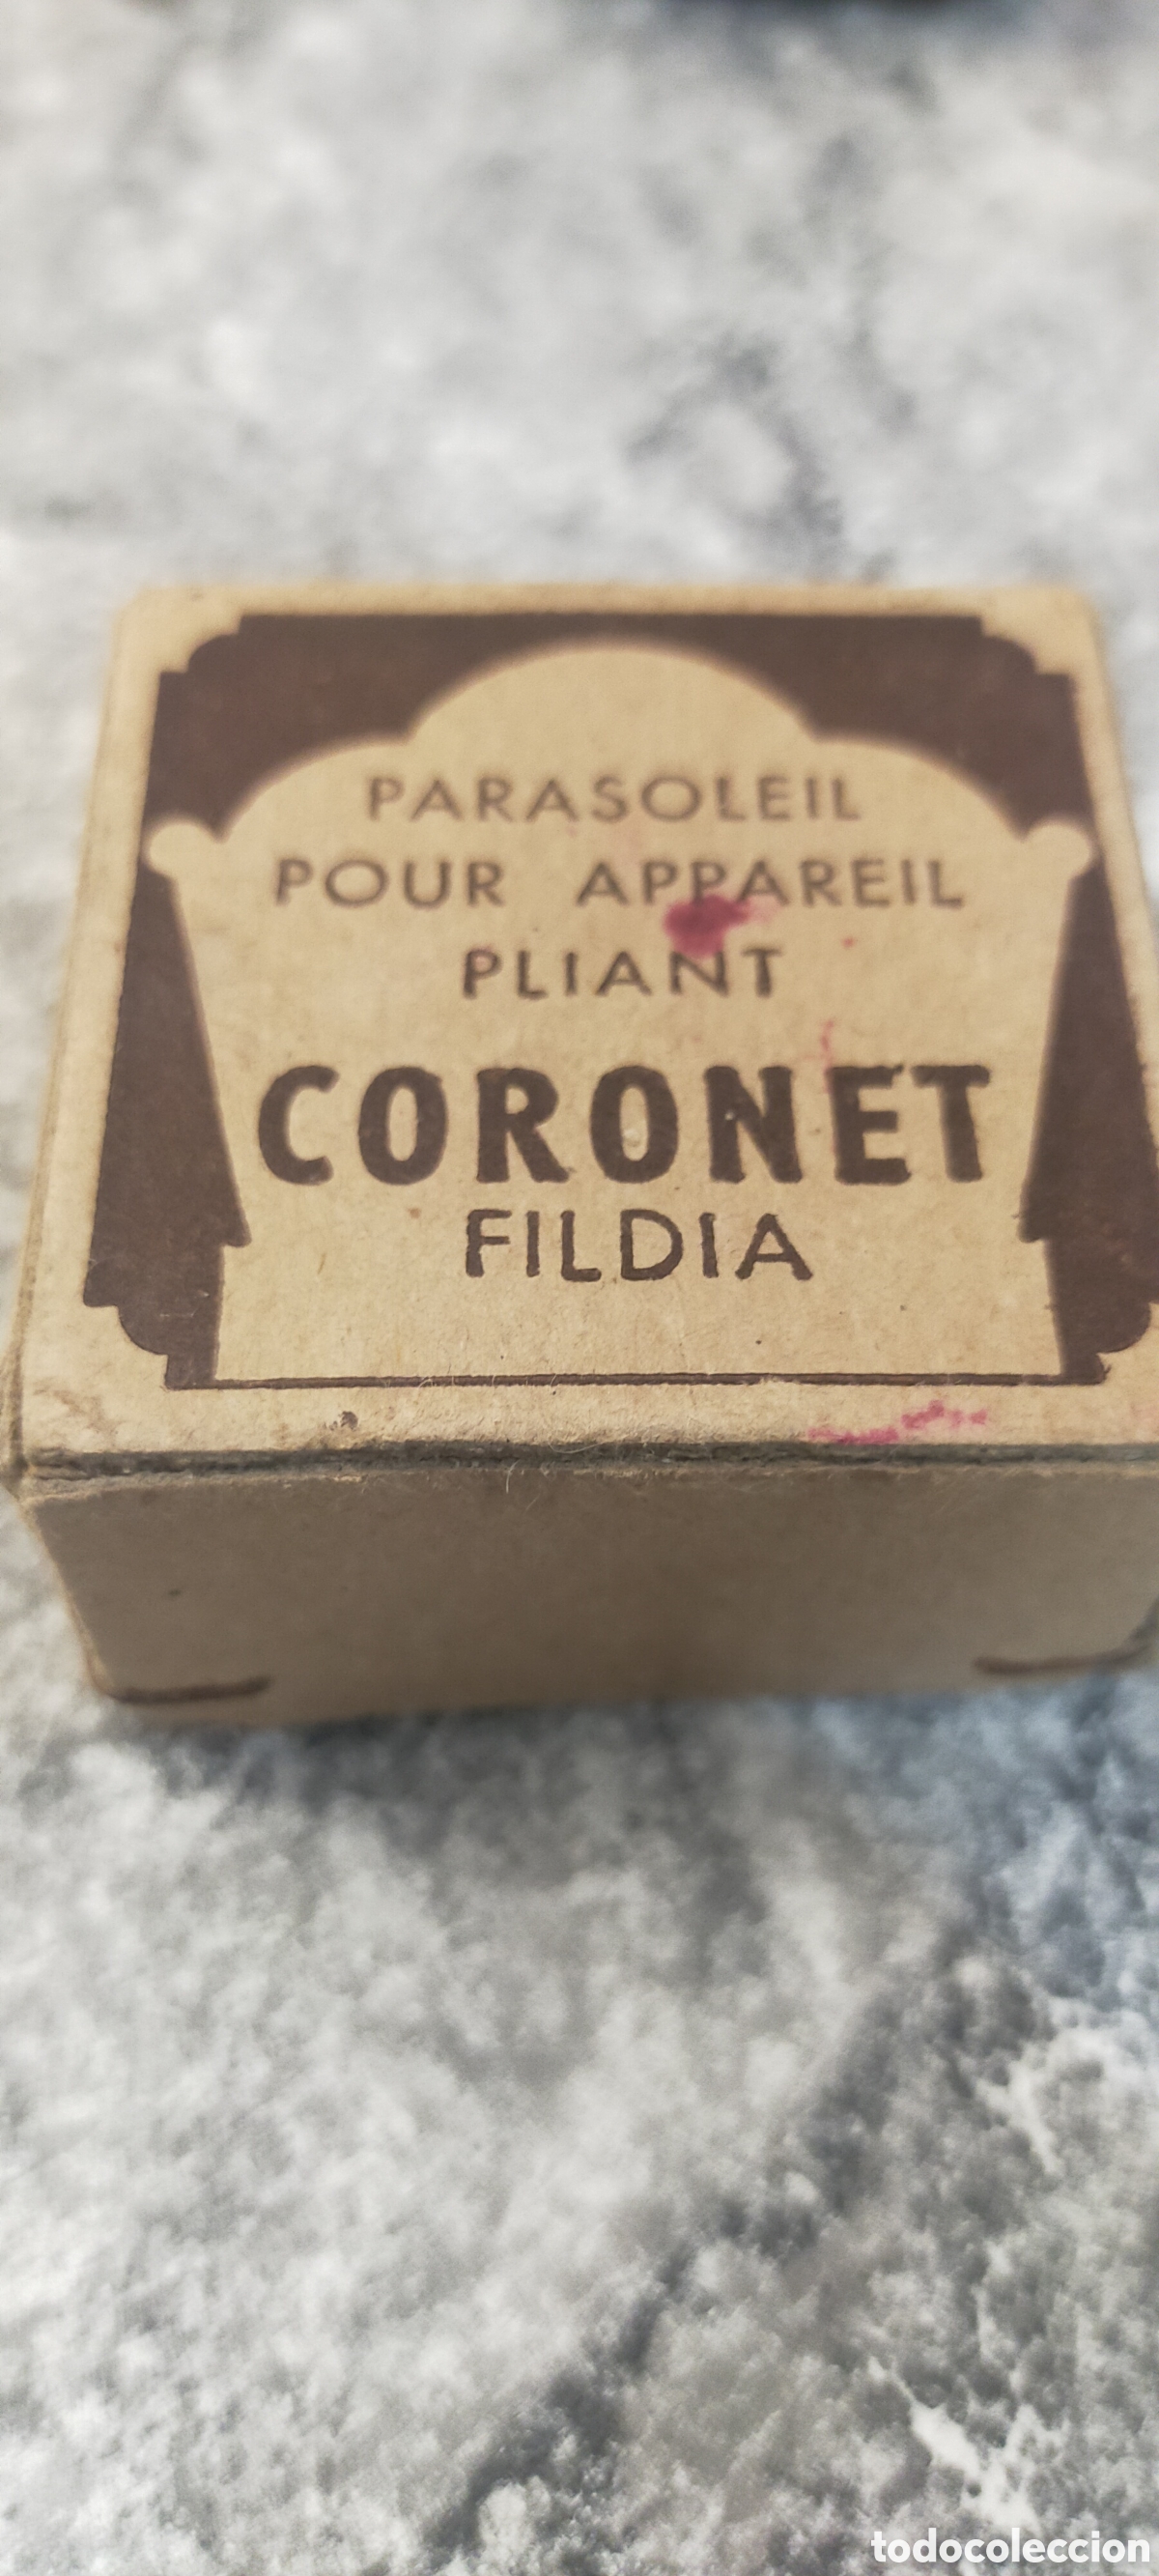 PARASOLEIL
POUR APPAREIL
PLIANT
CORONET
FILDIA
todocoleccion